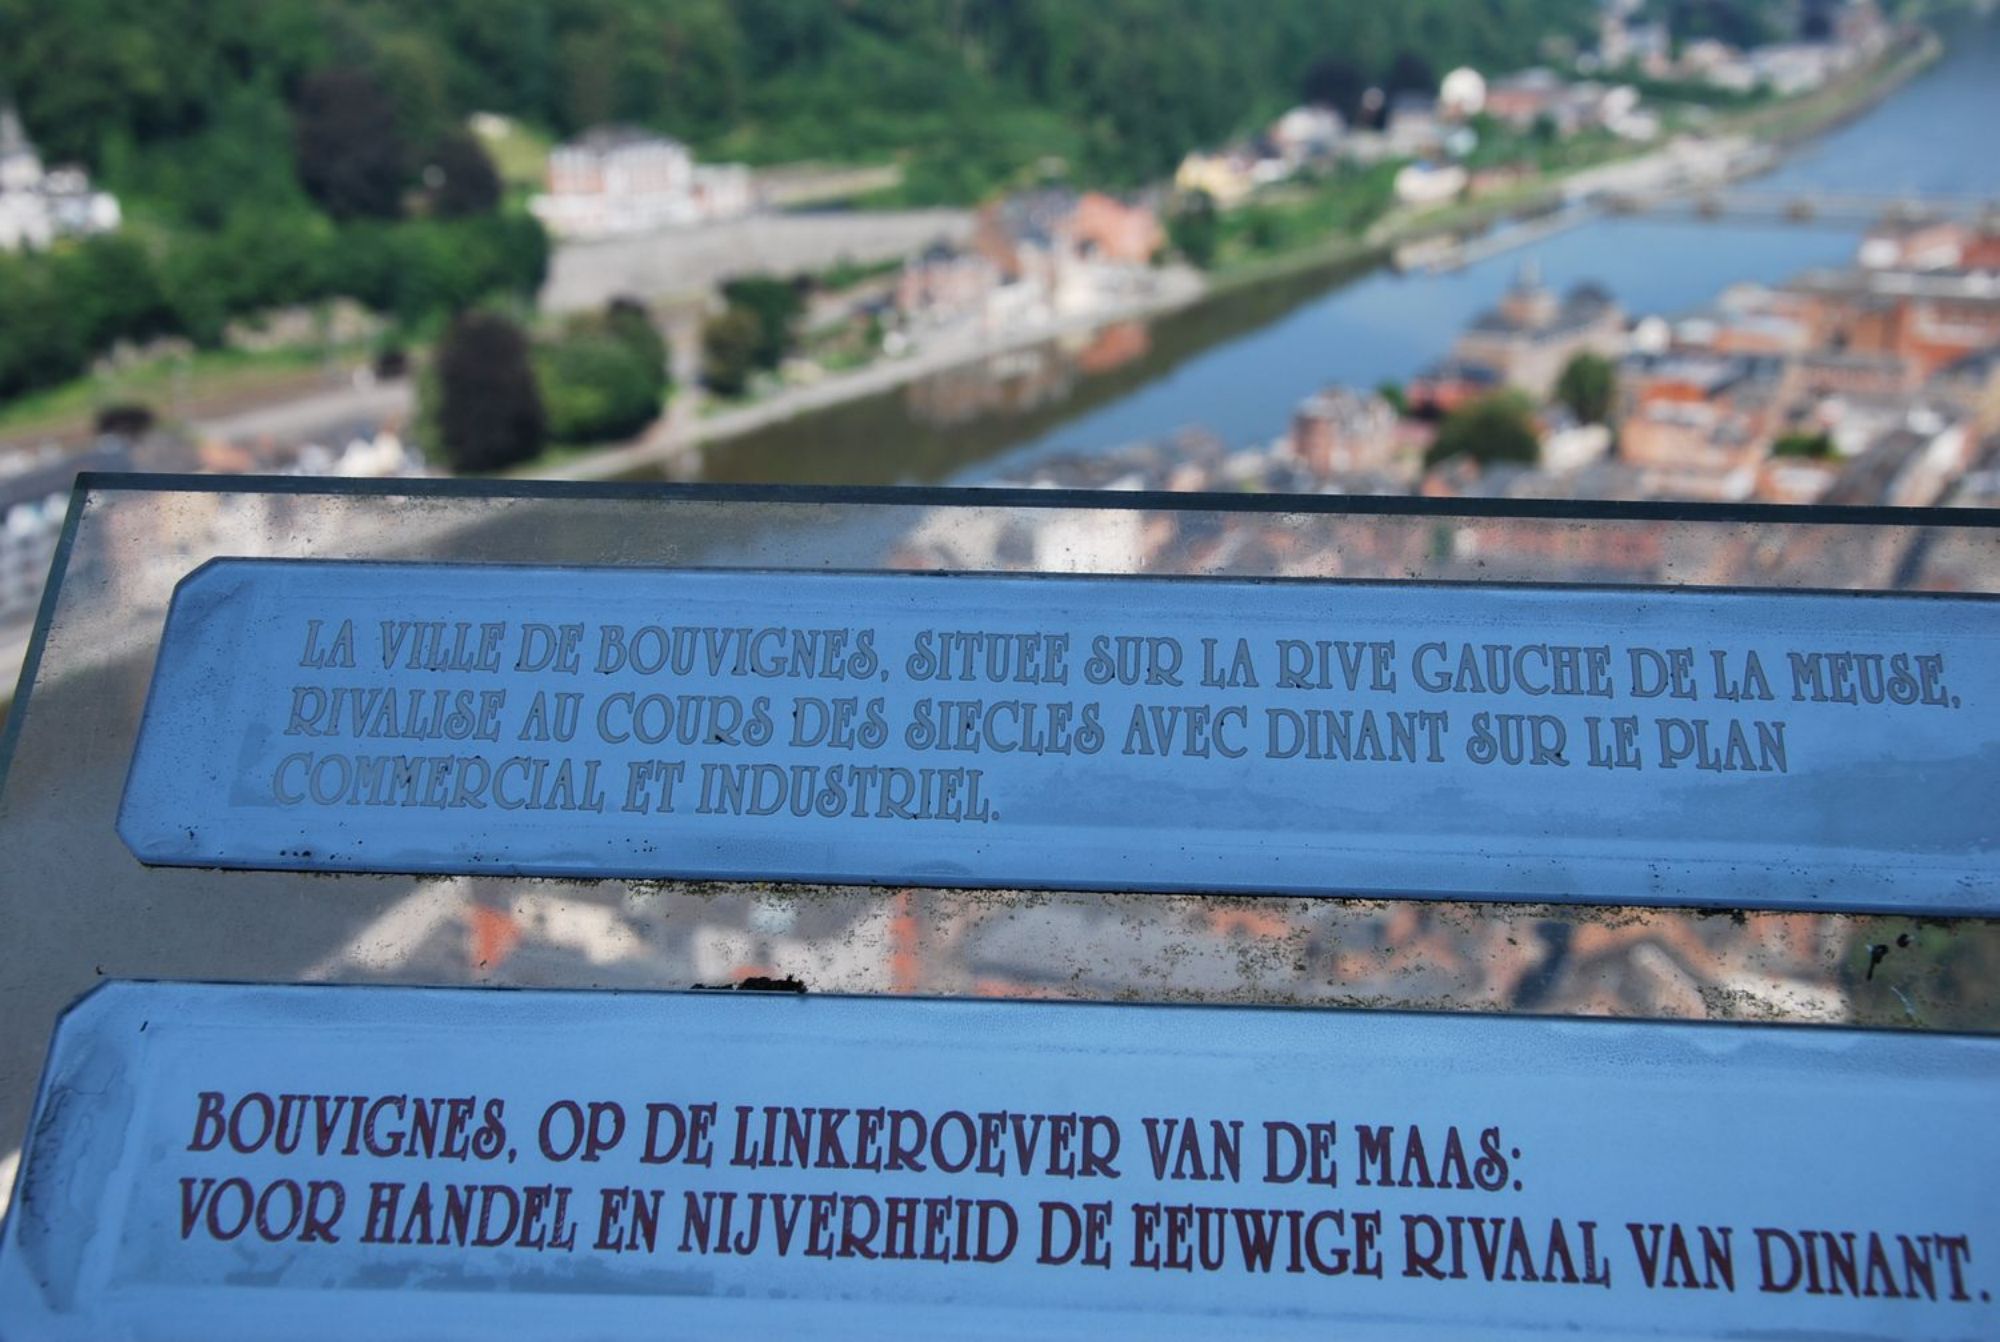 LA VILLE DE BOUVIGNES, SITUEE SUR LA RIVE GAUCHE DE LA MEUSE,
RIVALISE AU COURS DES SIECLES AVEC DINANT SUR LE PLAN
COMMERCIAL ET INDUSTRIEL.
BOUVIGNES, OP DE LINKEROEVER VAN DE MAAS:
VOOR HANDEL EN NIJVERHEID DE EEUWIGE RIVAAL VAN DINANT.